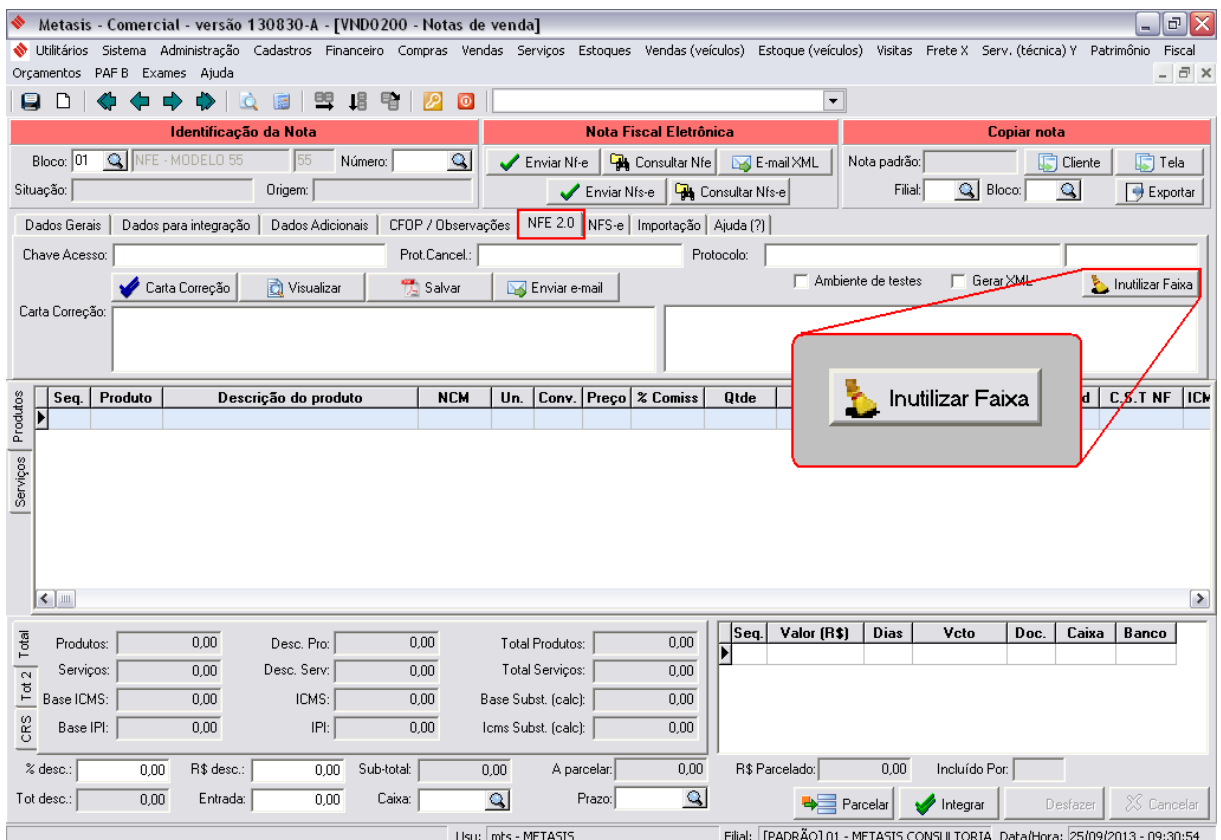 Metasis - Comercial - versão 130830-A - [VND0200 - Notas de venda]
Utilitários Sistema Administração Cadastros Financeiro Compras Vendas Serviços Estoques Vendas (veículos) Estoque (veículos) Visitas Frete X Serv. (técnica) Y Patrimônio Fiscal
Orçamentos PAF B Exames Ajuda
Identificação da Nota Nota Fiscal Eletrônica Copiar nota
Bloco: 01 NFE - MODELO 55 55 Número: Enviar Nf-e Consultar Nfe E-mail XML Nota padrão: Cliente Tela
Situação: Origem: Enviar Nfs-e Consultar Nfs-e Filial: Bloco: Exportar
Dados Gerais Dados para integração Dados Adicionais CFOP / Observações NFE 2.0 NFS-e Importação Ajuda (?)
Chave Acesso: Prot.Cancel.: Protocolo:
Carta Correção Visualizar Salvar Enviar e-mail Ambiente de testes Gerar XML Inutilizar Faixa
Carta Correção:
Inutilizar Faixa
Produtos
Serviços
Seq. Produto Descrição do produto NCM Un. Conv. Preço % Comiss Qtde d C.S.T NF ICM
Total
Tot 2
CRS
Produtos: 0,00 Desc. Pro: 0,00 Total Produtos: 0,00
Serviços: 0,00 Desc. Serv: 0,00 Total Serviços: 0,00
Base ICMS: 0,00 ICMS: 0,00 Base Subst. (calc): 0,00
Base IPI: 0,00 IPI: 0,00 Icms Subst. (calc): 0,00
Seq. Valor (R$) Dias Vcto Doc. Caixa Banco
% desc.: 0,00 R$ desc.: 0,00 Sub-total: 0,00 A parcelar: 0,00 R$ Parcelado: 0,00 Incluído Por:
Tot desc.: 0,00 Entrada: 0,00 Caixa: Prazo: Parcelar Integrar Desfazer Cancelar
Usu: mts - METASIS Filial: [PADRÃO] 01 - METASIS CONSULTORIA Data/Hora: 25/09/2013 - 09:30:54